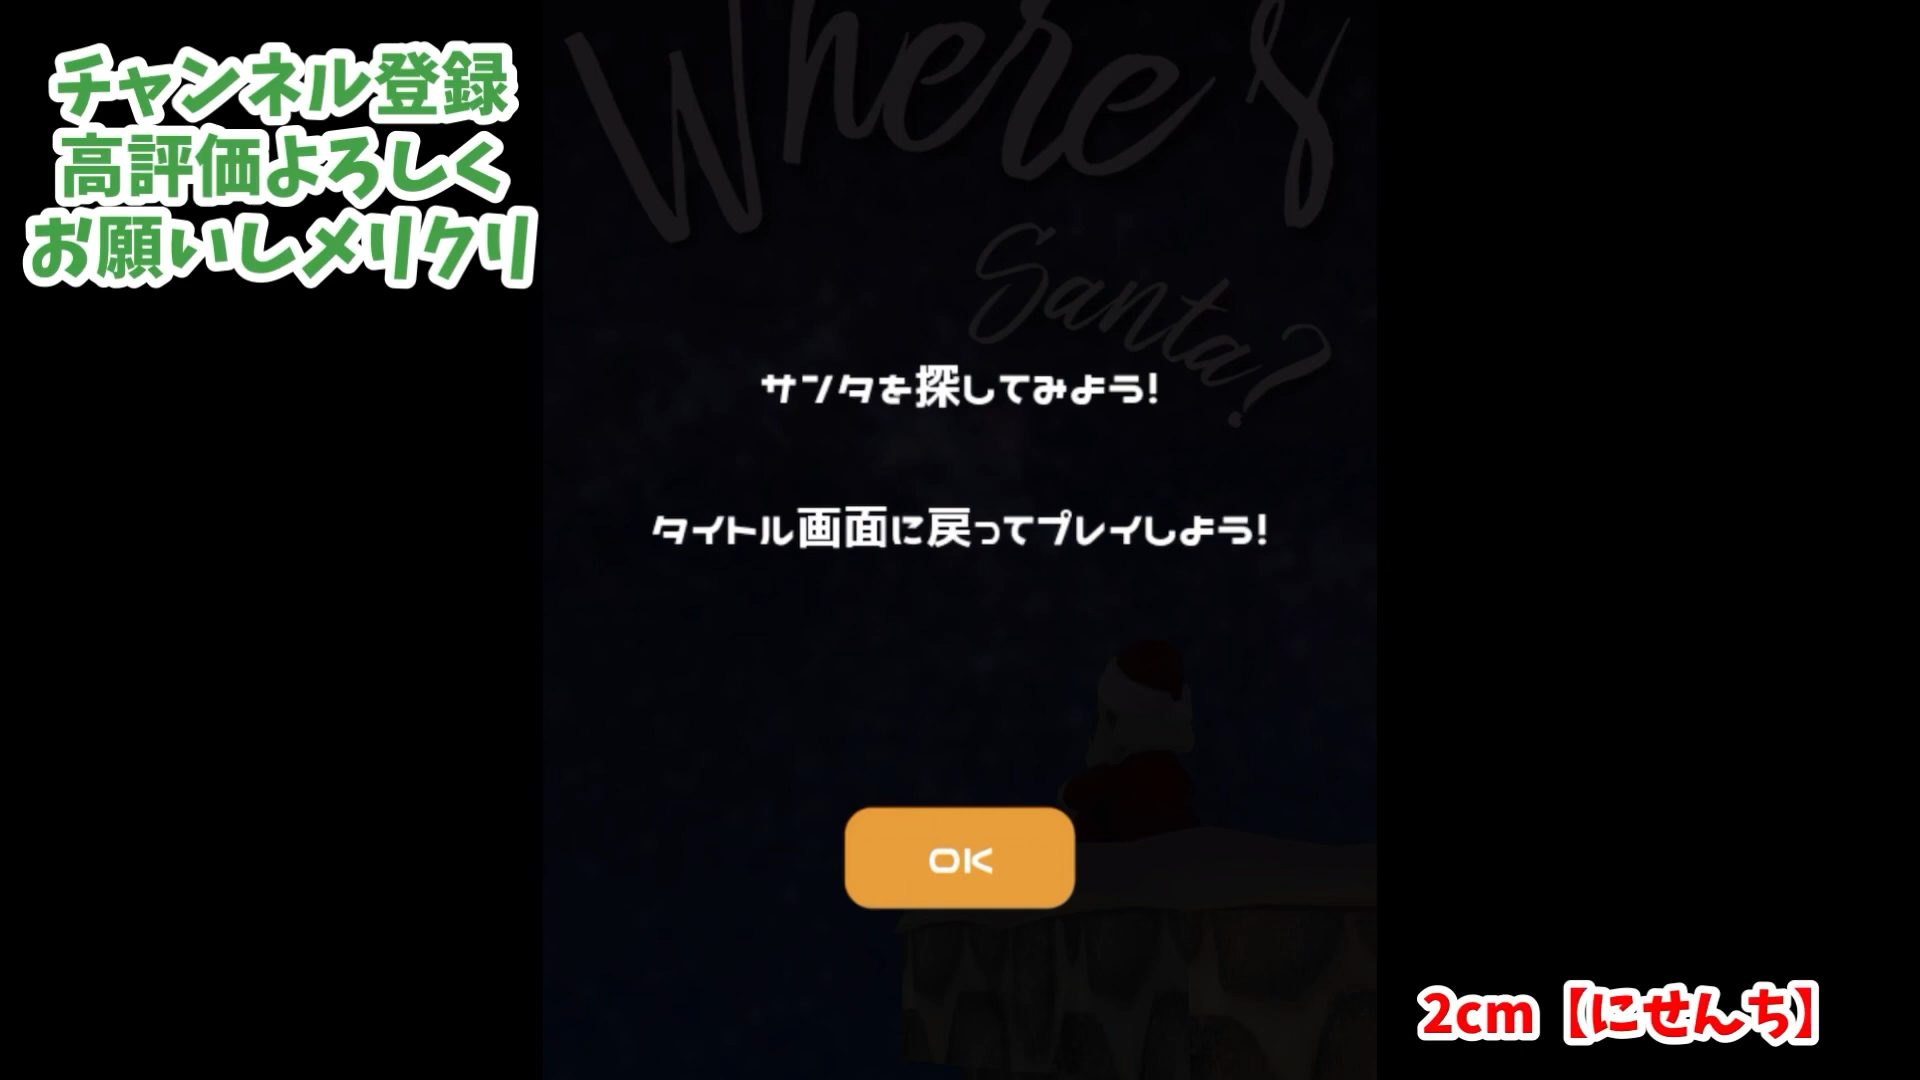 チャンネル登録
高評価よろしく
お願いしメリクリ
Where's
Santa?
サンタを探してみよう!
タイトル画面に戻ってプレイしよう!
OK
2cm【にせんち】